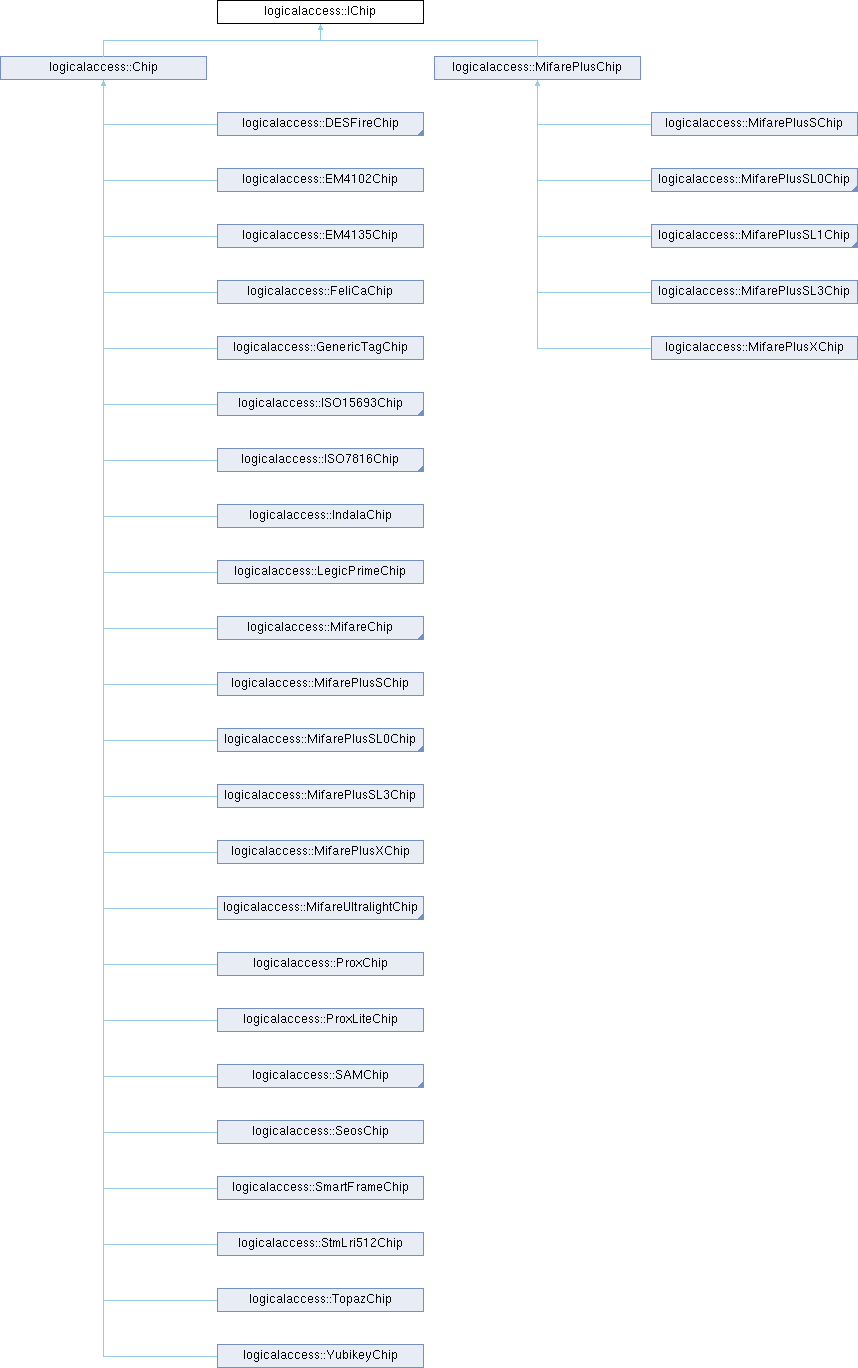 logicalaccess::IChip
logicalaccess::Chip
logicalaccess::MifarePlusChip
logicalaccess::DESFireChip
logicalaccess::MifarePlusSChip
logicalaccess::EM4102Chip
logicalaccess::MifarePlusSL0Chip
logicalaccess::EM4135Chip
logicalaccess::MifarePlusSL1Chip
logicalaccess::FeliCaChip
logicalaccess::MifarePlusSL3Chip
logicalaccess::GenericTagChip
logicalaccess::MifarePlusXChip
logicalaccess::ISO15693Chip
logicalaccess::ISO7816Chip
logicalaccess::IndalaChip
logicalaccess::LegicPrimeChip
logicalaccess::MifareChip
logicalaccess::MifarePlusSChip
logicalaccess::MifarePlusSL0Chip
logicalaccess::MifarePlusSL3Chip
logicalaccess::MifarePlusXChip
logicalaccess::MifareUltralightChip
logicalaccess::ProxChip
logicalaccess::ProxLiteChip
logicalaccess::SAMChip
logicalaccess::SeosChip
logicalaccess::SmartFrameChip
logicalaccess::StmLri512Chip
logicalaccess::TopazChip
logicalaccess::YubikeyChip